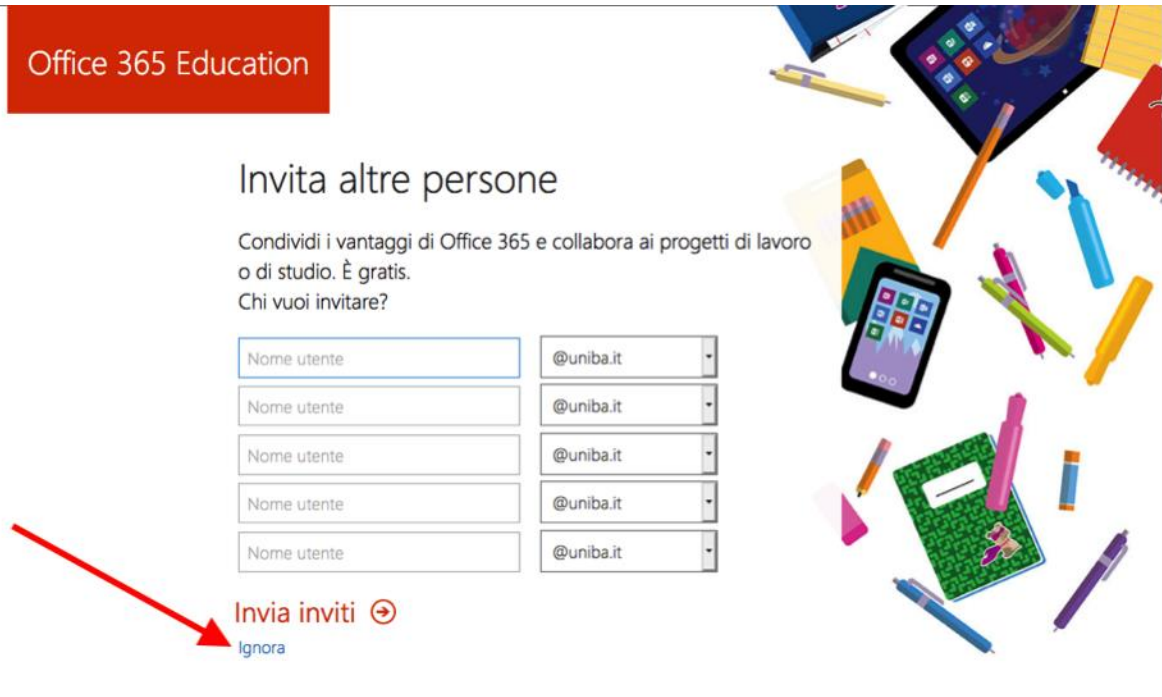 Office 365 Education
Invita altre persone
Condividi i vantaggi di Office 365 e collabora ai progetti di lavoro
o di studio. È gratis.
Chi vuoi invitare?
Nome utente @uniba.it
Nome utente @uniba.it
Nome utente @uniba.it
Nome utente @uniba.it
Nome utente @uniba.it
Invia inviti
Ignora